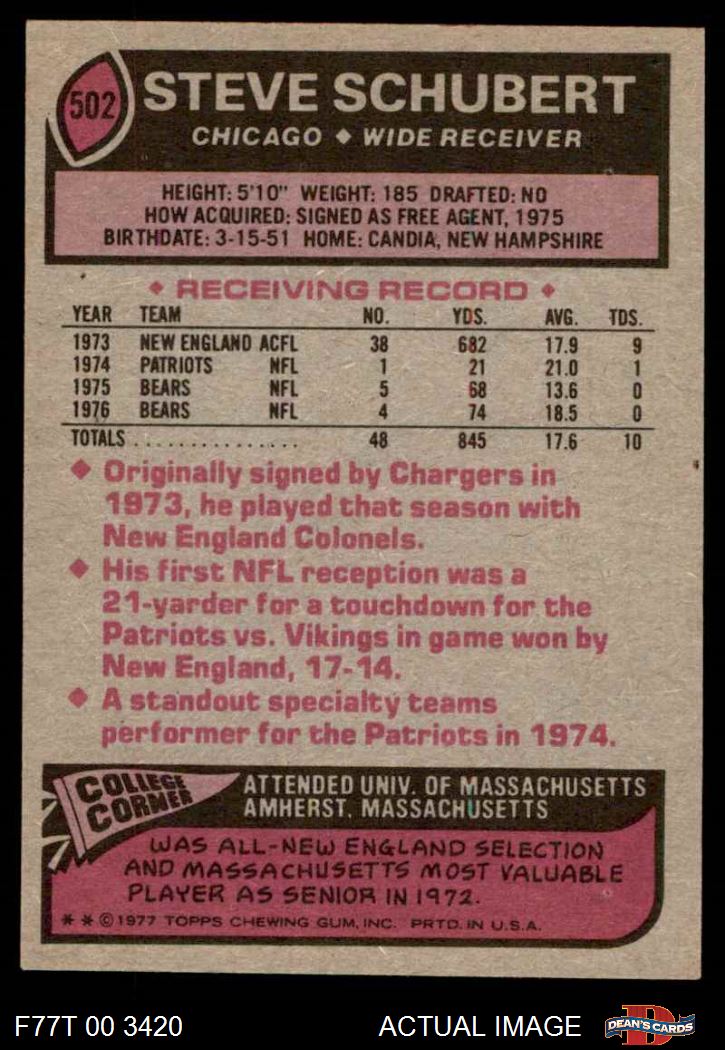 502
STEVE SCHUBERT
CHICAGO ♦ WIDE RECEIVER
HEIGHT: 5'10" WEIGHT: 185 DRAFTED: NO
HOW ACQUIRED: SIGNED AS FREE AGENT, 1975
BIRTHDATE: 3-15-51 HOME: CANDIA, NEW HAMPSHIRE
♦ RECEIVING RECORD ♦
YEAR TEAM NO. YDS. AVG. TDS.
1973 NEW ENGLAND ACFL 38 682 17.9 9
1974 PATRIOTS NFL 1 21 21.0 1
1975 BEARS NFL 5 68 13.6 0
1976 BEARS NFL 4 74 18.5 0
TOTALS ............... 48 845 17.6 10
♦ Originally signed by Chargers in
1973, he played that season with
New England Colonels.
♦ His first NFL reception was a
21-yarder for a touchdown for the
Patriots vs. Vikings in game won by
New England, 17-14.
♦ A standout specialty teams
performer for the Patriots in 1974.
COLLEGE
CORNER
ATTENDED UNIV. OF MASSACHUSETTS
AMHERST, MASSACHUSETTS
WAS ALL-NEW ENGLAND SELECTION
AND MASSACHUSETTS MOST VALUABLE
PLAYER AS SENIOR IN 1972.
* * © 1977 TOPPS CHEWING GUM, INC. PRTD. IN U.S.A.
F77T 00 3420 ACTUAL IMAGE
D
DEAN'S CARDS